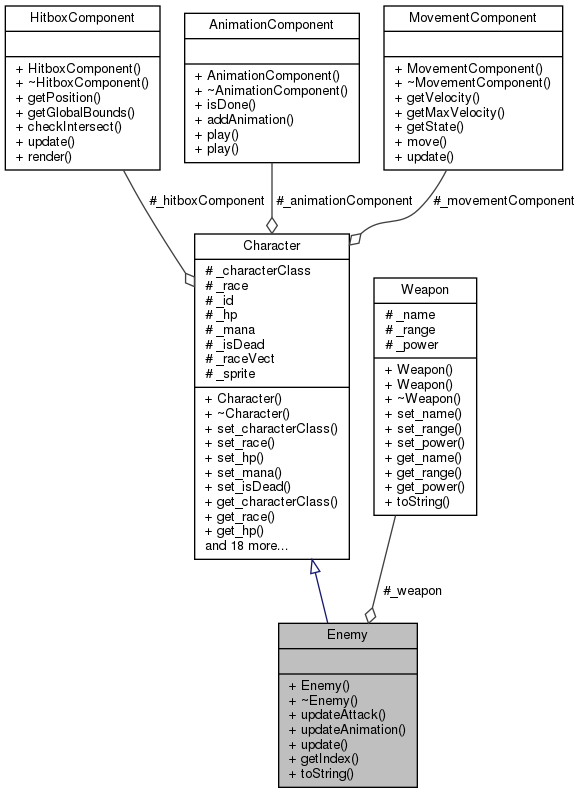 HitboxComponent
+ HitboxComponent()
+ ~HitboxComponent()
+ getPosition()
+ getGlobalBounds()
+ checkIntersect()
+ update()
+ render()
AnimationComponent
+ AnimationComponent()
+ ~AnimationComponent()
+ isDone()
+ addAnimation()
+ play()
+ play()
MovementComponent
+ MovementComponent()
+ ~MovementComponent()
+ getVelocity()
+ getMaxVelocity()
+ getState()
+ move()
+ update()
#_hitboxComponent
#_animationComponent
#_movementComponent
Character
# _characterClass
# _race
# _id
# _hp
# _mana
# _isDead
# _raceVect
# _sprite
+ Character()
+ ~Character()
+ set_characterClass()
+ set_race()
+ set_hp()
+ set_mana()
+ set_isDead()
+ get_characterClass()
+ get_race()
+ get_hp()
and 18 more...
Weapon
# _name
# _range
# _power
+ Weapon()
+ Weapon()
+ ~Weapon()
+ set_name()
+ set_range()
+ set_power()
+ get_name()
+ get_range()
+ get_power()
+ toString()
#_weapon
Enemy
+ Enemy()
+ ~Enemy()
+ updateAttack()
+ updateAnimation()
+ update()
+ getIndex()
+ toString()